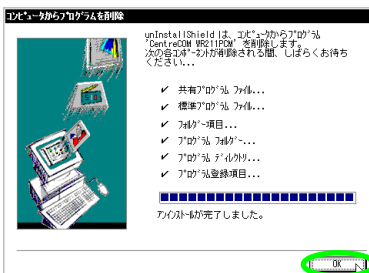 コンピュータからプログラムを削除
unInstallShield は、コンピュータからプログラム
'CentreCOM WR211PCM' を削除します。
次の各コンポーネントが削除される間、しばらくお待ち
ください...
✔ 共有プログラム ファイル...
✔ 標準プログラム ファイル...
✔ フォルダー項目...
✔ プログラム フォルダー...
✔ プログラム ディレクトリ...
✔ プログラム登録項目...
アンインストールが完了しました。
OK